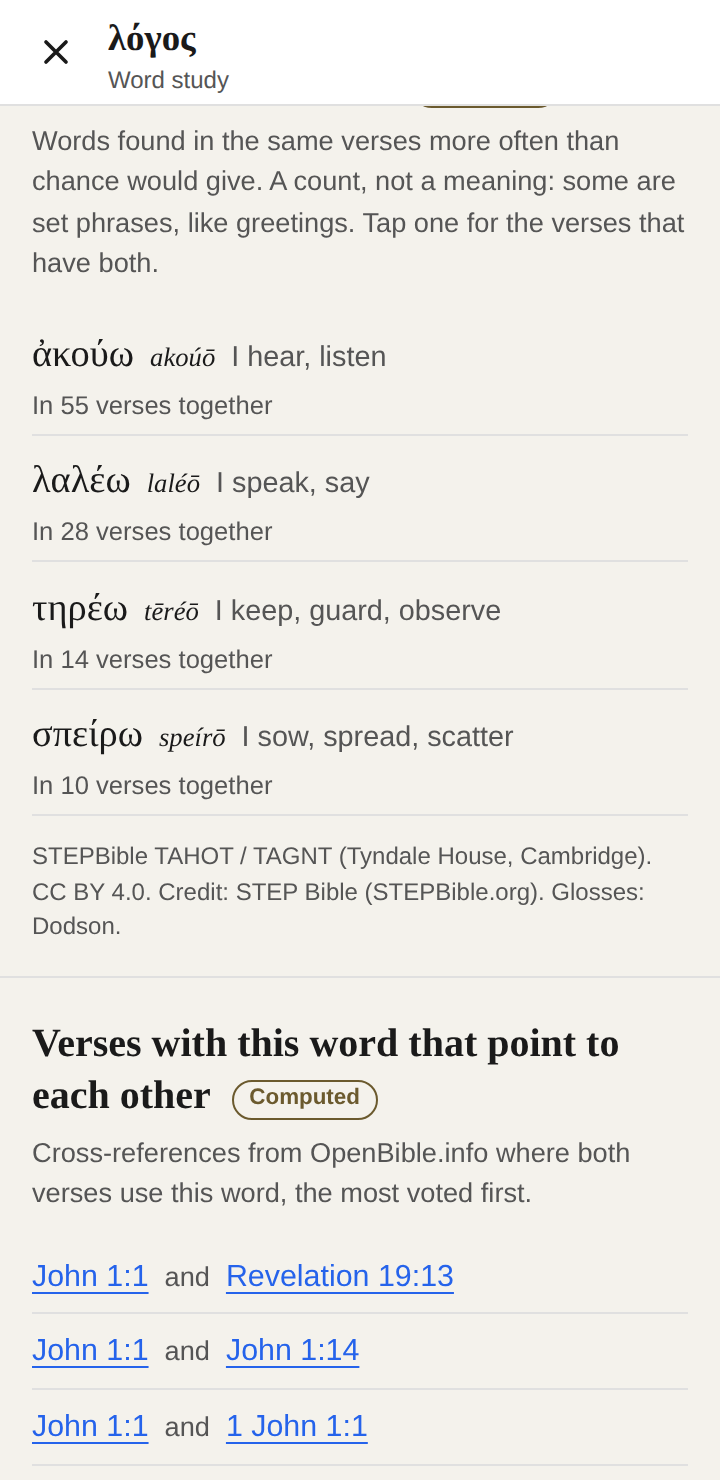 λόγος
Word study
Words found in the same verses more often than
chance would give. A count, not a meaning: some are
set phrases, like greetings. Tap one for the verses that
have both.
ἀκούω akoúō I hear, listen
In 55 verses together
λαλέω laléō I speak, say
In 28 verses together
τηρέω tēréō I keep, guard, observe
In 14 verses together
σπείρω speírō I sow, spread, scatter
In 10 verses together
STEPBible TAHOT / TAGNT (Tyndale House, Cambridge).
CC BY 4.0. Credit: STEP Bible (STEPBible.org). Glosses:
Dodson.
Verses with this word that point to
each other Computed
Cross-references from OpenBible.info where both
verses use this word, the most voted first.
John 1:1 and Revelation 19:13
John 1:1 and John 1:14
John 1:1 and 1 John 1:1